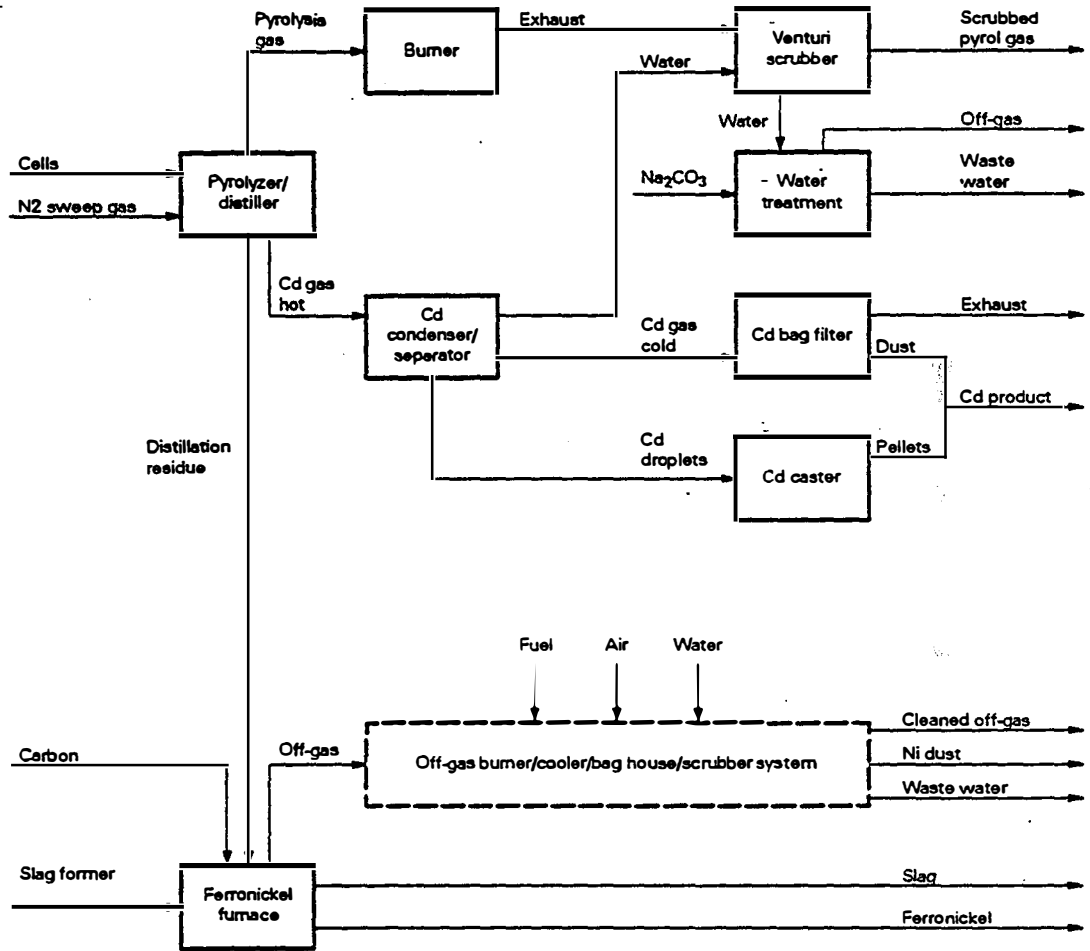 Pyrolysis
gas
Burner
Exhaust
Venturi
scrubber
Scrubbed
pyrol gas
Water
Water
Off-gas
Cells
N2 sweep gas
Pyrolyzer/
distiller
Na₂CO₃
- Water
treatment
Waste
water
Cd gas
hot
Cd
condenser/
separator
Cd gas
cold
Cd bag filter
Exhaust
Dust
Cd product
Distillation
residue
Cd
droplets
Cd caster
Pellets
Fuel
Air
Water
Carbon
Off-gas
Off-gas burner/cooler/bag house/scrubber system
Cleaned off-gas
Ni dust
Waste water
Slag former
Ferronickel
furnace
Slag
Ferronickel